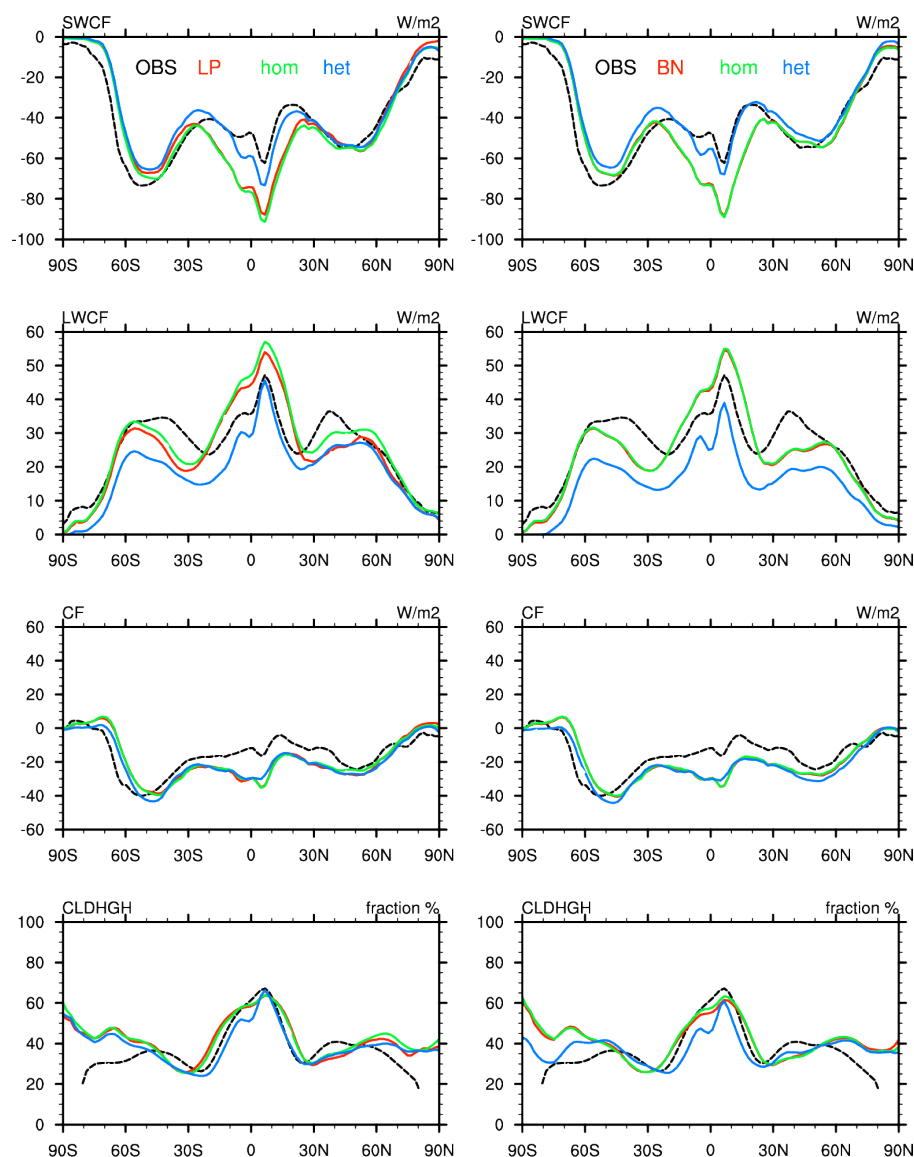 SWCF W/m2 SWCF W/m2
0 0
OBS LP hom het OBS BN hom het
-20 -20
-40 -40
-60 -60
-80 -80
-100 -100
90S 60S 30S 0 30N 60N 90N 90S 60S 30S 0 30N 60N 90N
LWCF W/m2 LWCF W/m2
60 60
50 50
40 40
30 30
20 20
10 10
0 0
90S 60S 30S 0 30N 60N 90N 90S 60S 30S 0 30N 60N 90N
CF W/m2 CF W/m2
60 60
40 40
20 20
0 0
-20 -20
-40 -40
-60 -60
90S 60S 30S 0 30N 60N 90N 90S 60S 30S 0 30N 60N 90N
CLDHGH fraction % CLDHGH fraction %
100 100
80 80
60 60
40 40
20 20
0 0
90S 60S 30S 0 30N 60N 90N 90S 60S 30S 0 30N 60N 90N